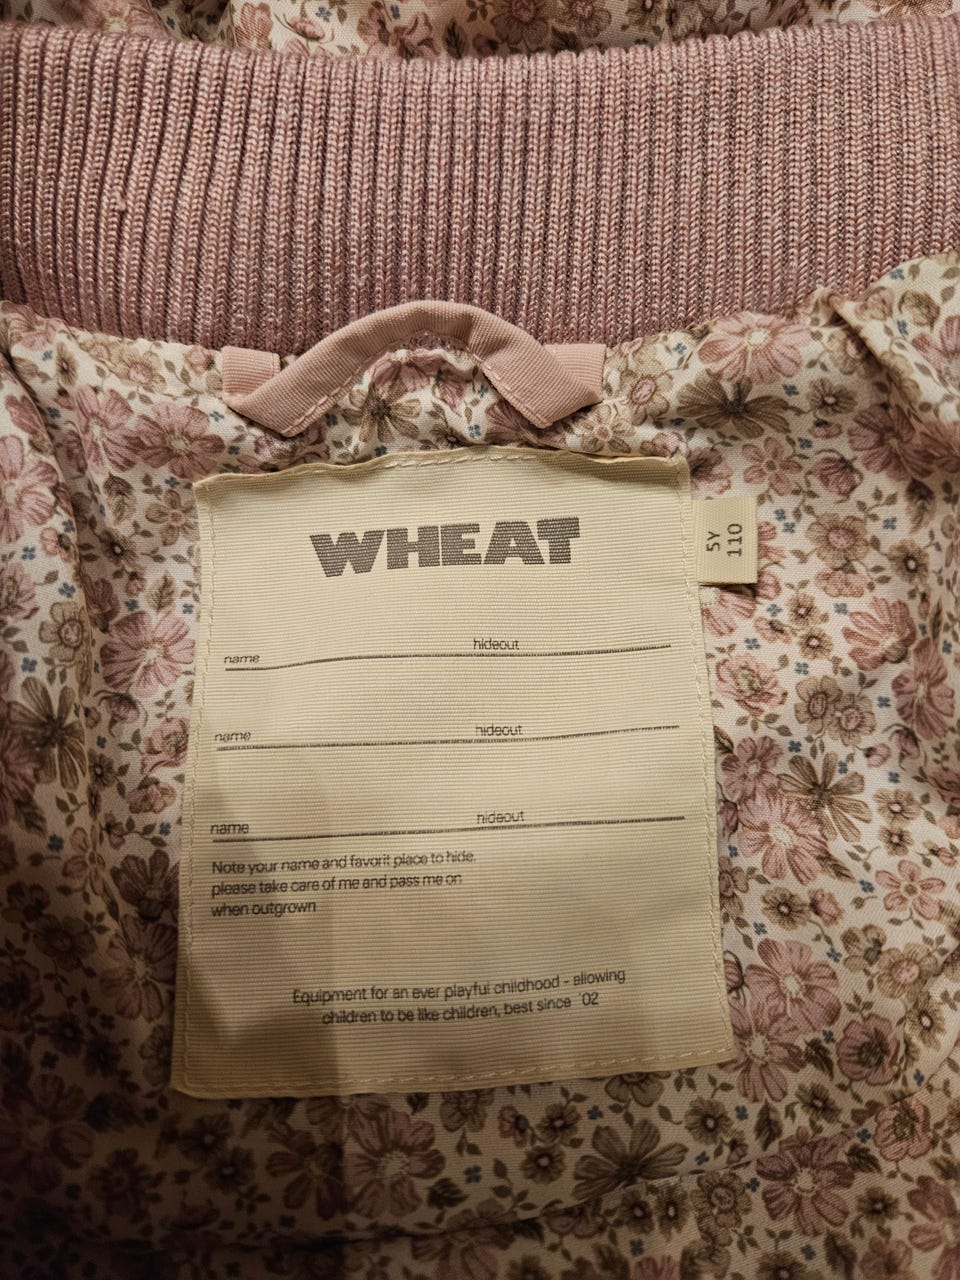 WHEAT
5Y
110
name hideout
name hideout
name hideout
Note your name and favorit place to hide.
please take care of me and pass me on
when outgrown
Equipment for an ever playful childhood - allowing
children to be like children, best since '02